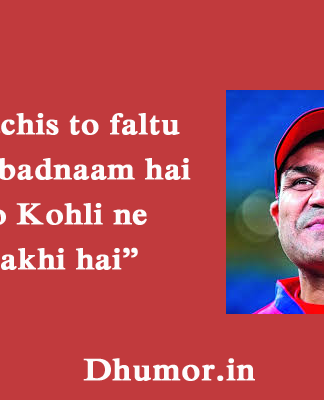 chis to faltu
badnaam hai
o Kohli ne
akhi hai”
Dhumor.in